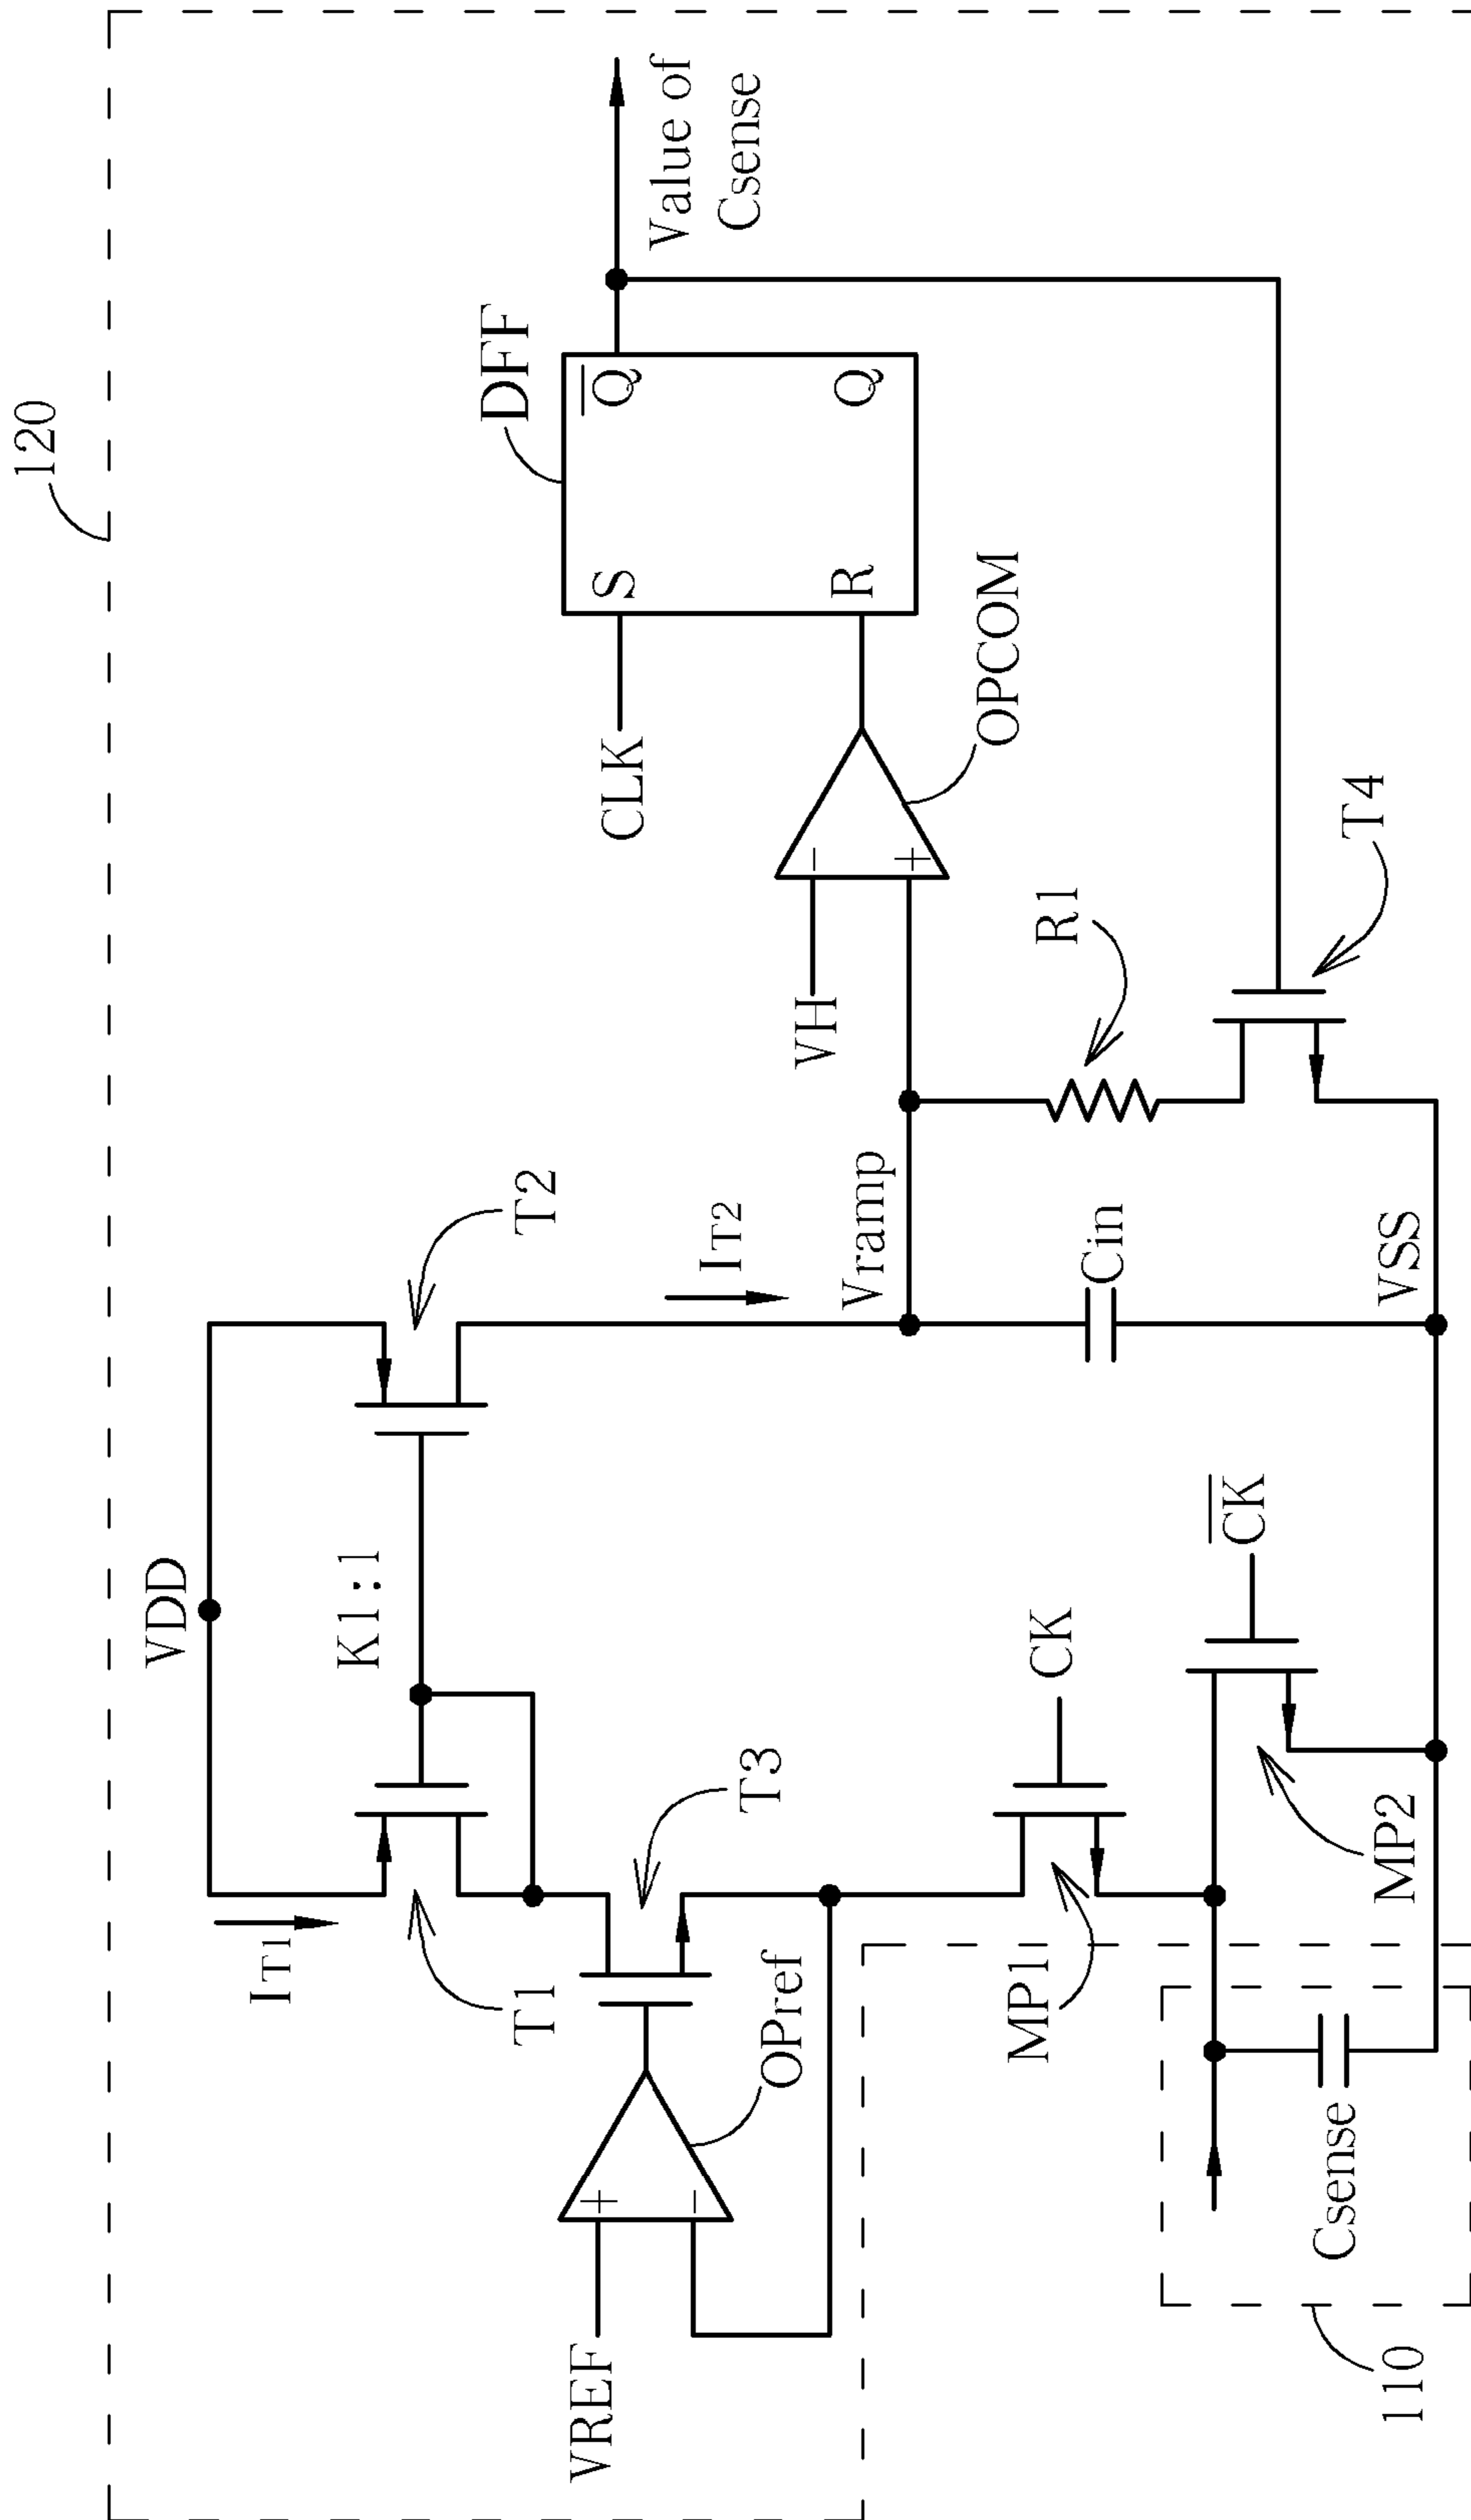 120
VDD
IT1
K1:1
T1
T2
IT2
T3
VREF
+
−
OPref
Vramp
VH
−
+
OPCOM
CLK
S
R
Q̅
Q
DFF
Value of
Csense
R1
Cin
T4
VSS
CK
MP1
C̅K̅
MP2
Csense
110